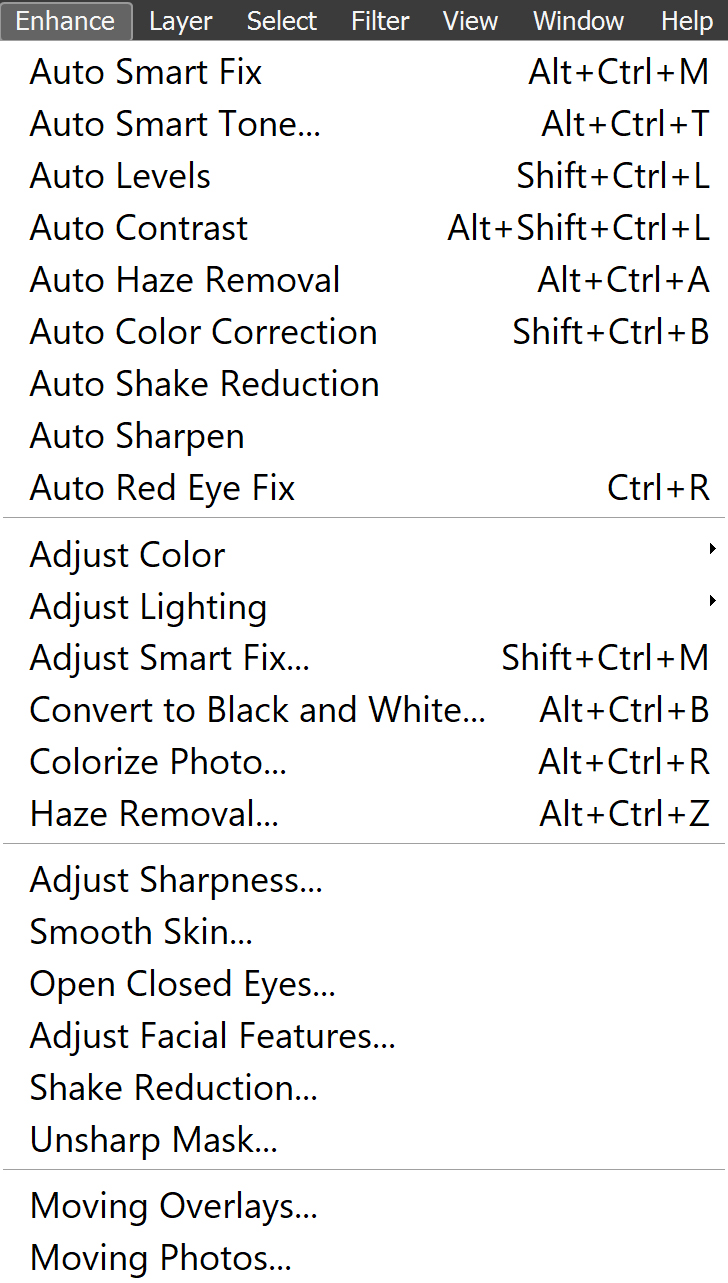 Enhance Layer Select Filter View Window Help
Auto Smart Fix Alt+Ctrl+M
Auto Smart Tone... Alt+Ctrl+T
Auto Levels Shift+Ctrl+L
Auto Contrast Alt+Shift+Ctrl+L
Auto Haze Removal Alt+Ctrl+A
Auto Color Correction Shift+Ctrl+B
Auto Shake Reduction
Auto Sharpen
Auto Red Eye Fix Ctrl+R
Adjust Color
Adjust Lighting
Adjust Smart Fix... Shift+Ctrl+M
Convert to Black and White... Alt+Ctrl+B
Colorize Photo... Alt+Ctrl+R
Haze Removal... Alt+Ctrl+Z
Adjust Sharpness...
Smooth Skin...
Open Closed Eyes...
Adjust Facial Features...
Shake Reduction...
Unsharp Mask...
Moving Overlays...
Moving Photos...